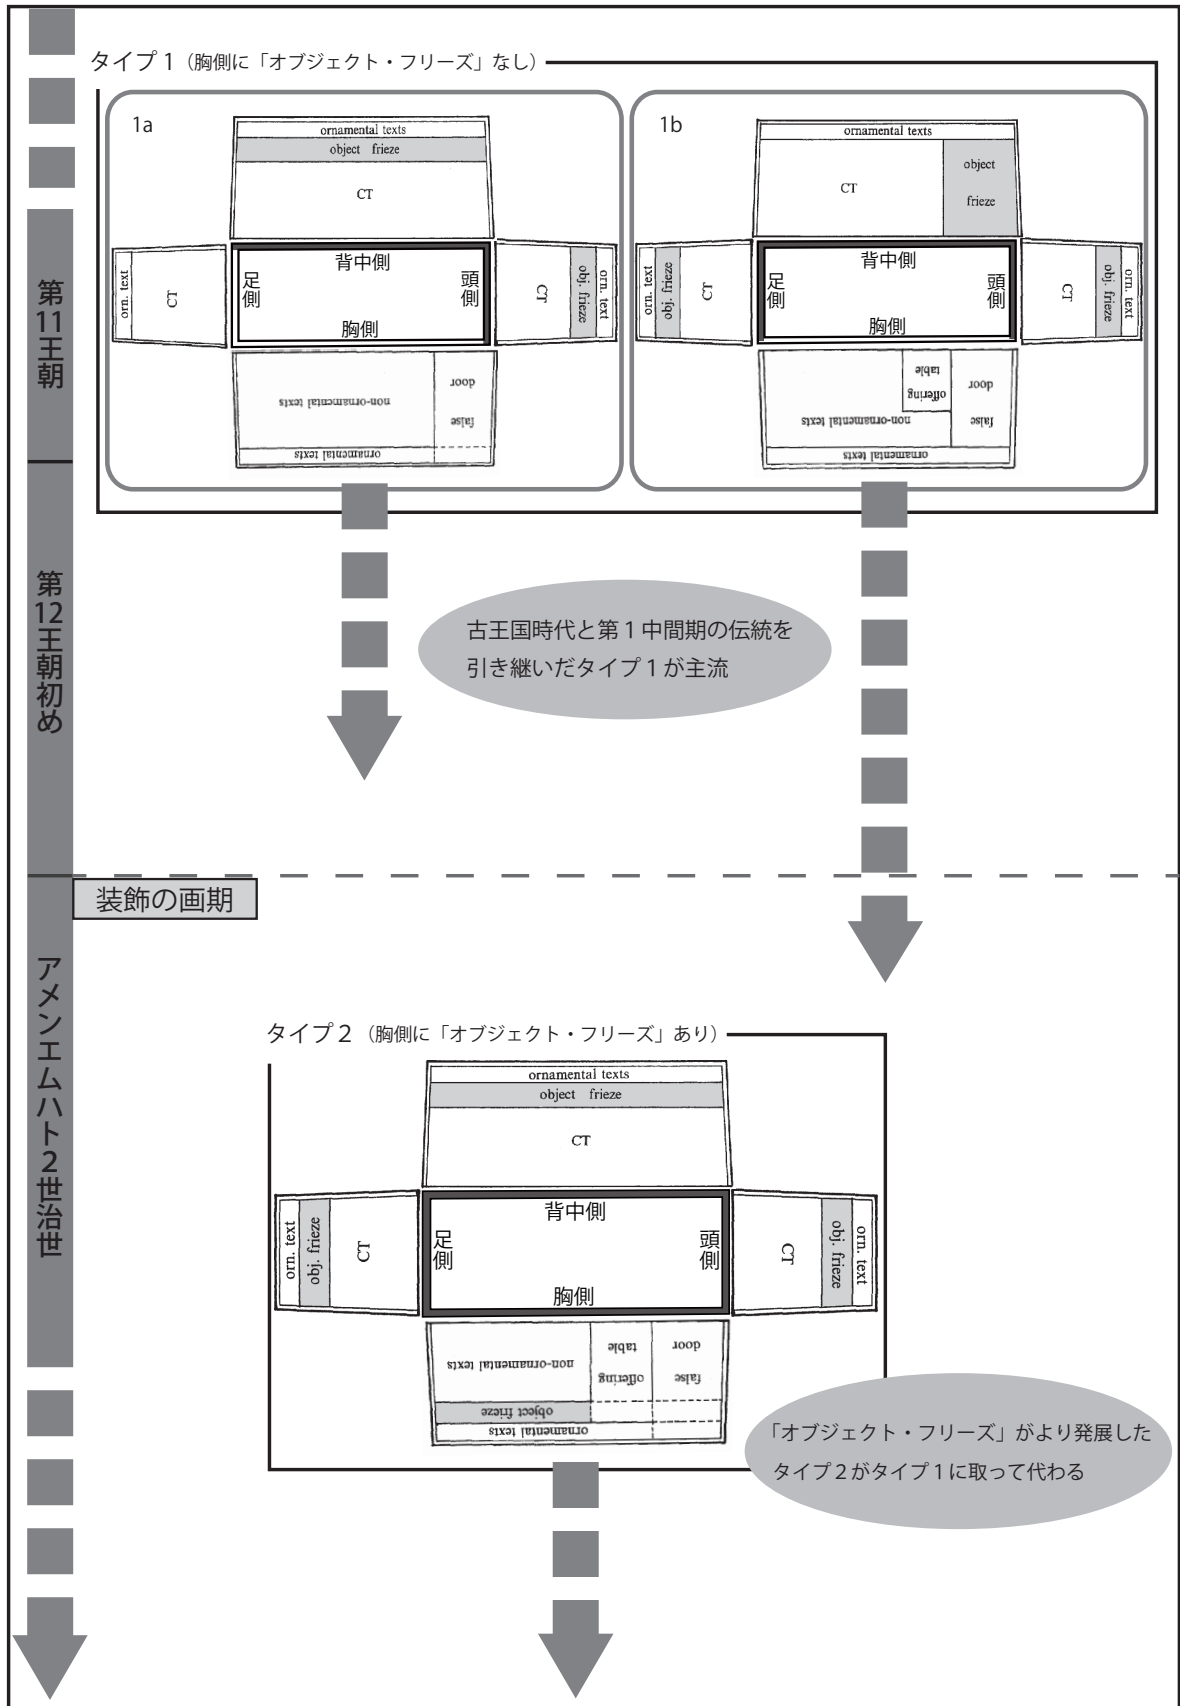 タイプ 1（胸側に「オブジェクト・フリーズ」なし）
1a
ornamental texts
object frieze
CT
orn. text
CT
背中側
足側
頭側
胸側
CT
obj. frieze
orn. text
non-ornamental texts
false door
ornamental texts
1b
ornamental texts
CT
object
frieze
orn. text
obj. frieze
CT
背中側
足側
頭側
胸側
CT
obj. frieze
orn. text
offering table
false door
non-ornamental texts
ornamental texts
第11王朝
第12王朝初め
古王国時代と第 1 中間期の伝統を
引き継いだタイプ 1 が主流
装飾の画期
アメンエムハト2世治世
タイプ 2（胸側に「オブジェクト・フリーズ」あり）
ornamental texts
object frieze
CT
orn. text
obj. frieze
CT
背中側
足側
頭側
胸側
CT
obj. frieze
orn. text
non-ornamental texts
offering table
false door
object frieze
ornamental texts
「オブジェクト・フリーズ」がより発展した
タイプ 2 がタイプ 1 に取って代わる